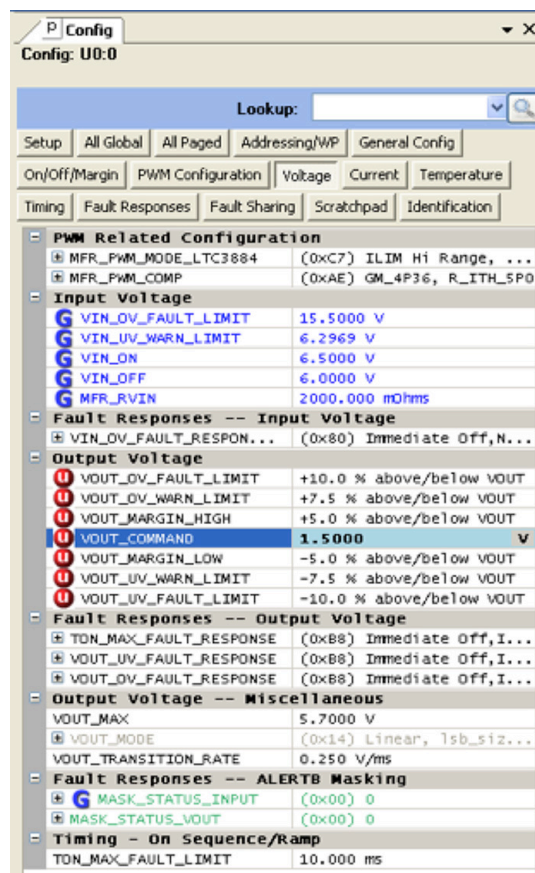 P Config
Config: U0:0
Lookup:
Setup All Global All Paged Addressing/WP General Config
On/Off/Margin PWM Configuration Voltage Current Temperature
Timing Fault Responses Fault Sharing Scratchpad Identification
PWM Related Configuration
MFR_PWM_MODE_LTC3884 (0xC7) ILIM Hi Range, ...
MFR_PWM_COMP (0xAE) GM_4P36, R_ITH_5P0
Input Voltage
G VIN_OV_FAULT_LIMIT 15.5000 V
G VIN_UV_WARN_LIMIT 6.2969 V
G VIN_ON 6.5000 V
G VIN_OFF 6.0000 V
G MFR_RVIN 2000.000 mOhms
Fault Responses -- Input Voltage
VIN_OV_FAULT_RESPON... (0x80) Immediate Off,N...
Output Voltage
U VOUT_OV_FAULT_LIMIT +10.0 % above/below VOUT
U VOUT_OV_WARN_LIMIT +7.5 % above/below VOUT
U VOUT_MARGIN_HIGH +5.0 % above/below VOUT
U VOUT_COMMAND 1.5000 V
U VOUT_MARGIN_LOW -5.0 % above/below VOUT
U VOUT_UV_WARN_LIMIT -7.5 % above/below VOUT
U VOUT_UV_FAULT_LIMIT -10.0 % above/below VOUT
Fault Responses -- Output Voltage
TON_MAX_FAULT_RESPONSE (0xB8) Immediate Off,I...
VOUT_UV_FAULT_RESPONSE (0xB8) Immediate Off,I...
VOUT_OV_FAULT_RESPONSE (0xB8) Immediate Off,I...
Output Voltage -- Miscellaneous
VOUT_MAX 5.7000 V
VOUT_MODE (0x14) Linear, lsb_siz...
VOUT_TRANSITION_RATE 0.250 V/ms
Fault Responses -- ALERTB Masking
G MASK_STATUS_INPUT (0x00) 0
MASK_STATUS_VOUT (0x00) 0
Timing - On Sequence/Ramp
TON_MAX_FAULT_LIMIT 10.000 ms